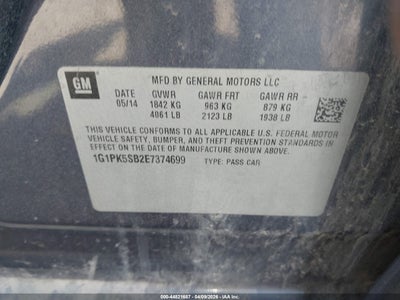 GM
MFD BY GENERAL MOTORS LLC
DATE GVWR GAWR FRT GAWR RR
05/14 1842 KG 963 KG 879 KG
4061 LB 2123 LB 1938 LB
THIS VEHICLE CONFORMS TO ALL APPLICABLE U.S. FEDERAL MOTOR
VEHICLE SAFETY, BUMPER, AND THEFT PREVENTION STANDARDS
IN EFFECT ON THE DATE OF MANUFACTURE SHOWN ABOVE.
1G1PK5SB2E7374699 TYPE: PASS CAR
000-44821687 04/09/2026 IAA Inc.